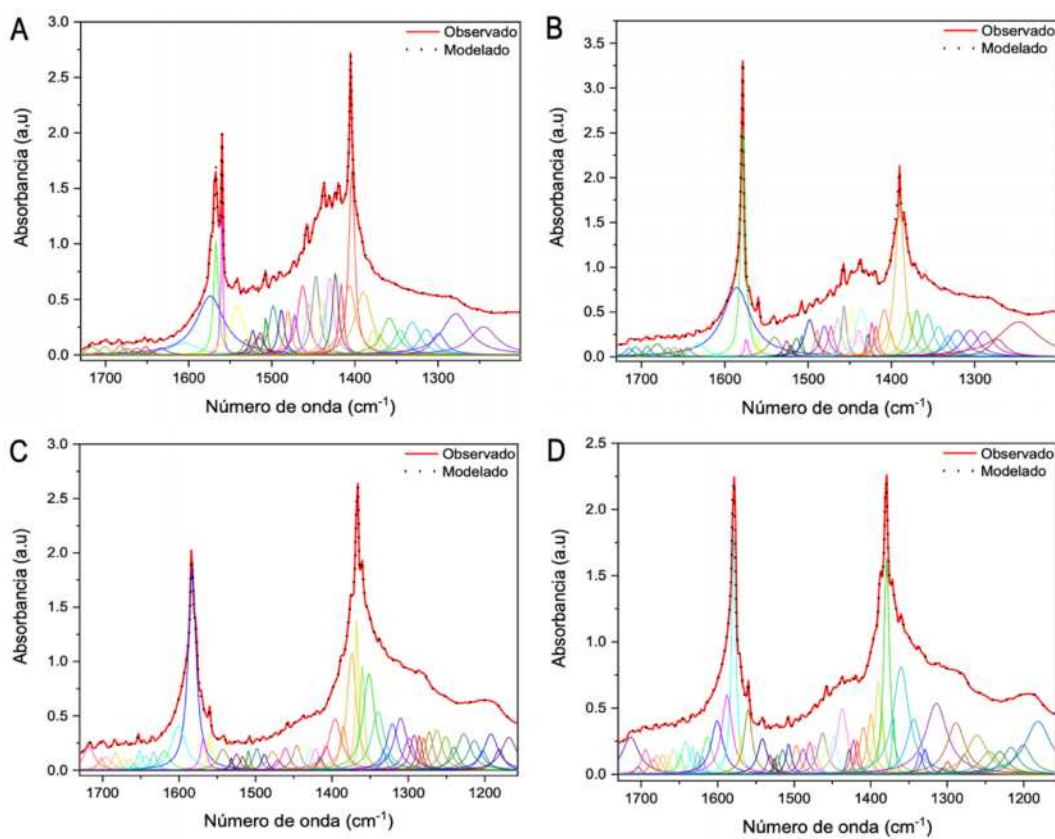 A
Observado
Modelado
Absorbancia (a,u)
3.0
2.5
2.0
1.5
1.0
0.5
0.0
1700 1600 1500 1400 1300
Número de onda (cm-1)
B
Observado
Modelado
Absorbancia (a.u)
3.5
3.0
2.5
2.0
1.5
1.0
0.5
0.0
1700 1600 1500 1400 1300
Número de onda (cm-1)
C
Observado
Modelado
Absorbancia (a.u)
3.0
2.5
2.0
1.5
1.0
0.5
0.0
1700 1600 1500 1400 1300 1200
Número de onda (cm-1)
D
Observado
Modelado
Absorbancia (a.u)
2.5
2.0
1.5
1.0
0.5
0.0
1700 1600 1500 1400 1300 1200
Número de onda (cm-1)